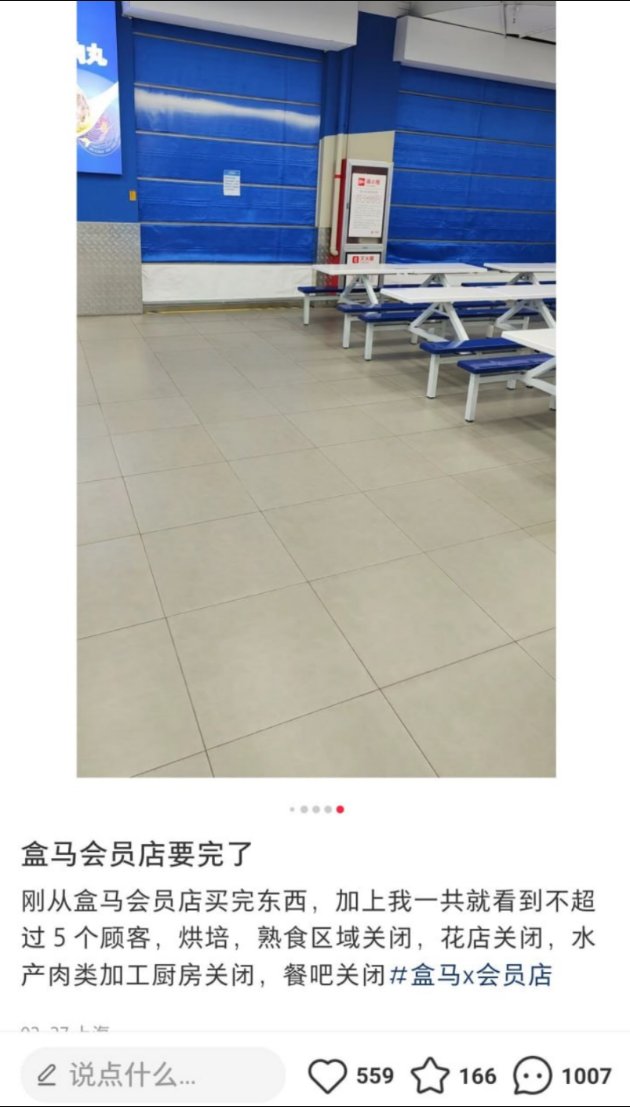 肉丸
盒马会员店要完了
刚从盒马会员店买完东西，加上我一共就看到不超
过 5 个顾客，烘培，熟食区域关闭，花店关闭，水
产肉类加工厨房关闭，餐吧关闭#盒马x会员店
说点什么...
559
166
1007